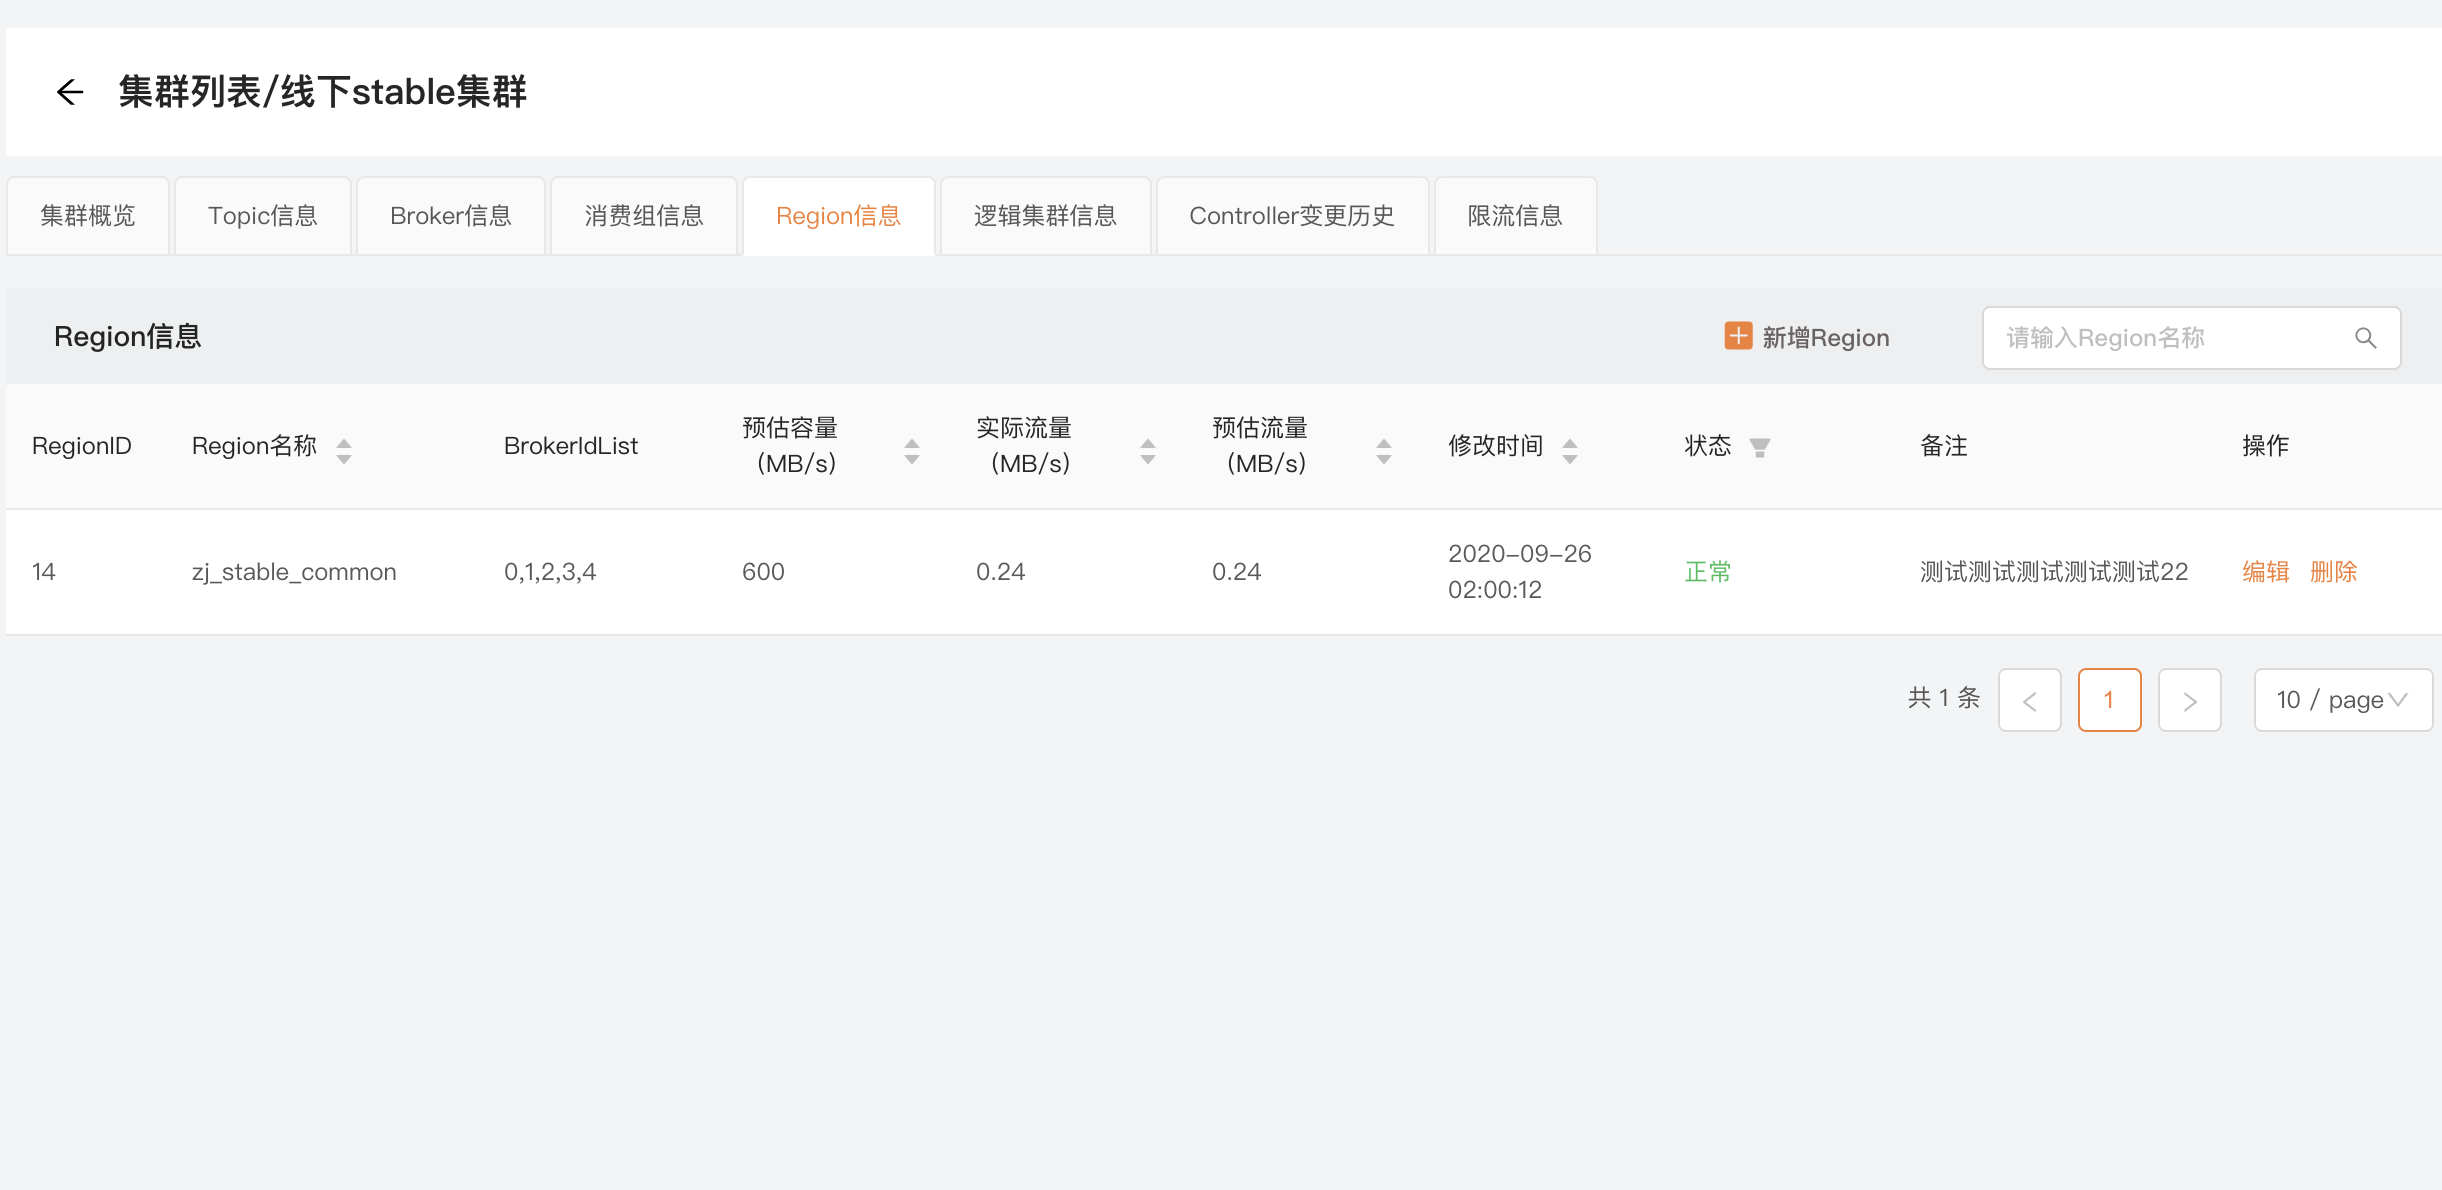 集群列表/线下stable集群
集群概览
Topic信息
Broker信息
消费组信息
Region信息
逻辑集群信息
Controller变更历史
限流信息
Region信息
新增Region
请输入Region名称
RegionID
Region名称
BrokerIdList
预估容量
(MB/s)
实际流量
(MB/s)
预估流量
(MB/s)
修改时间
状态
备注
操作
14
zj_stable_common
0,1,2,3,4
600
0.24
0.24
2020-09-26
02:00:12
正常
测试测试测试测试测试22
编辑
删除
共 1 条
1
10 / page